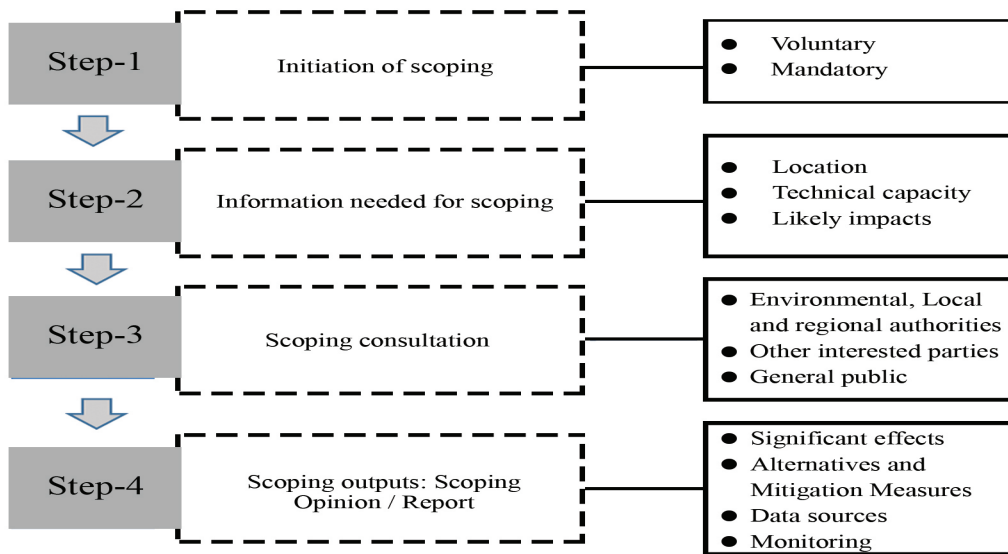 Step-1
Initiation of scoping
● Voluntary
● Mandatory
Step-2
Information needed for scoping
● Location
● Technical capacity
● Likely impacts
Step-3
Scoping consultation
● Environmental, Local
and regional authorities
● Other interested parties
● General public
Step-4
Scoping outputs: Scoping
Opinion / Report
● Significant effects
● Alternatives and
Mitigation Measures
● Data sources
● Monitoring